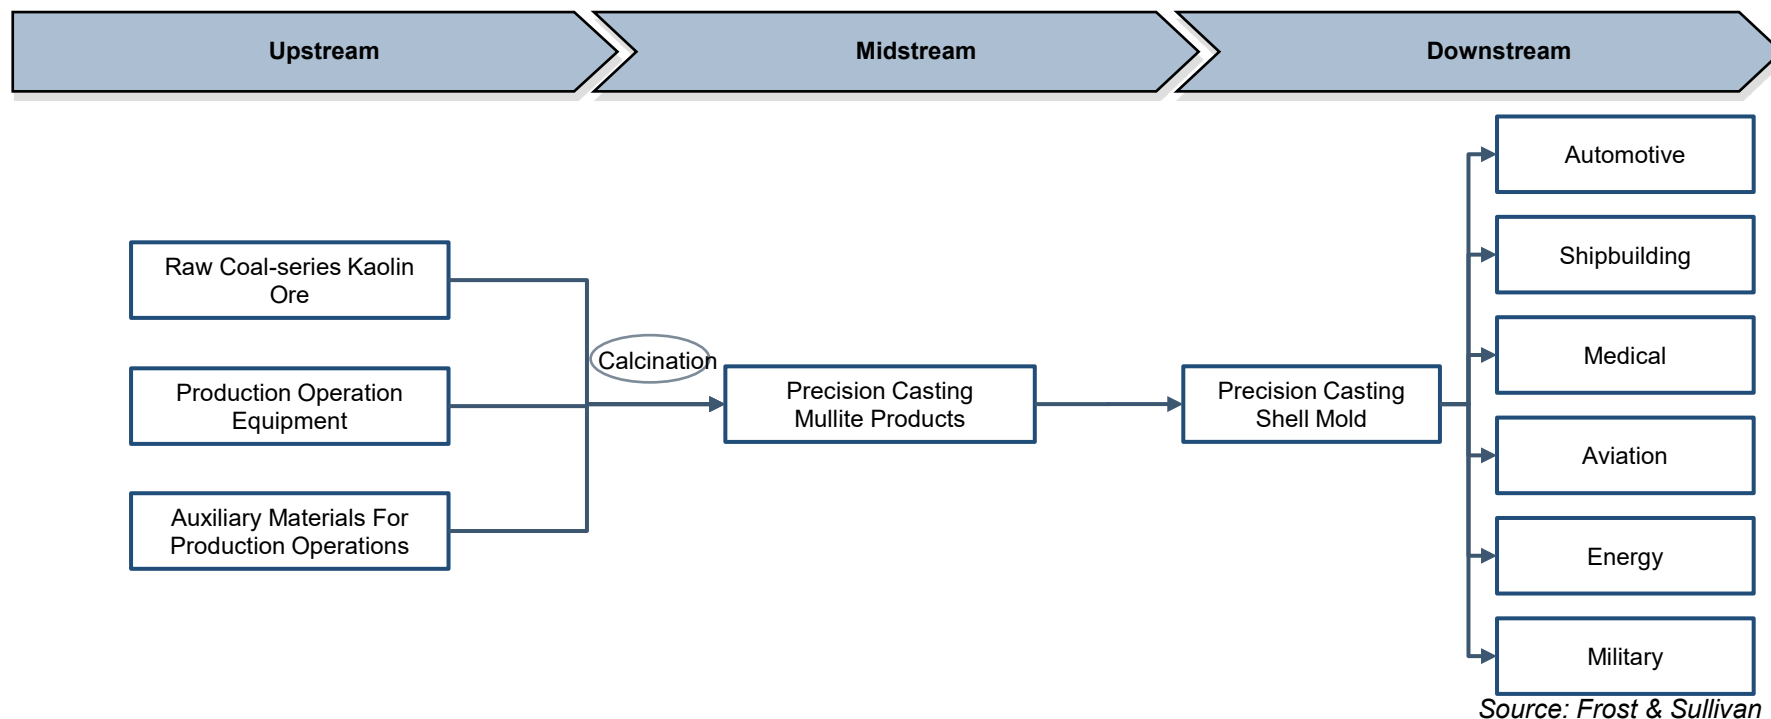 Upstream
Midstream
Downstream
Raw Coal-series Kaolin
Ore
Production Operation
Equipment
Auxiliary Materials For
Production Operations
Calcination
Precision Casting
Mullite Products
Precision Casting
Shell Mold
Automotive
Shipbuilding
Medical
Aviation
Energy
Military
Source: Frost & Sullivan